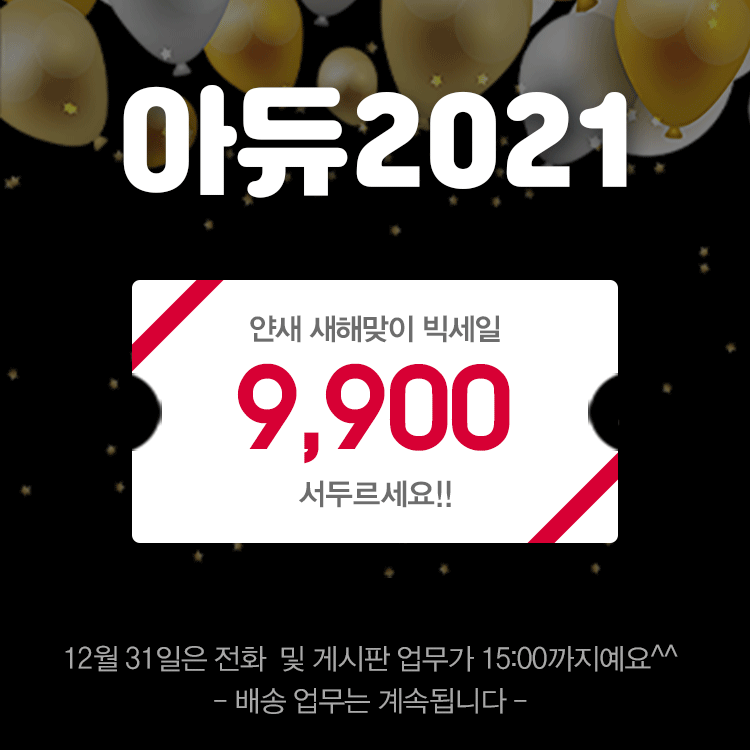 아듀2021
얀새 새해맞이 빅세일
9,900
서두르세요!!
12월 31일은 전화 및 게시판 업무가 15:00까지예요^^
- 배송 업무는 계속됩니다 -